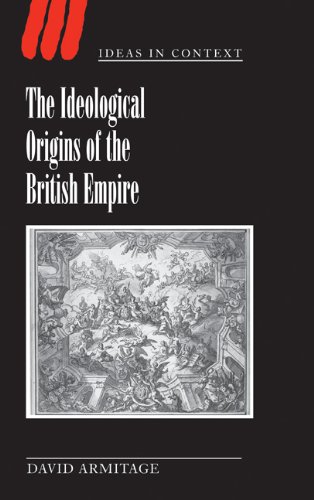 IDEAS IN CONTEXT
The Ideological
Origins of the
British Empire
DAVID ARMITAGE